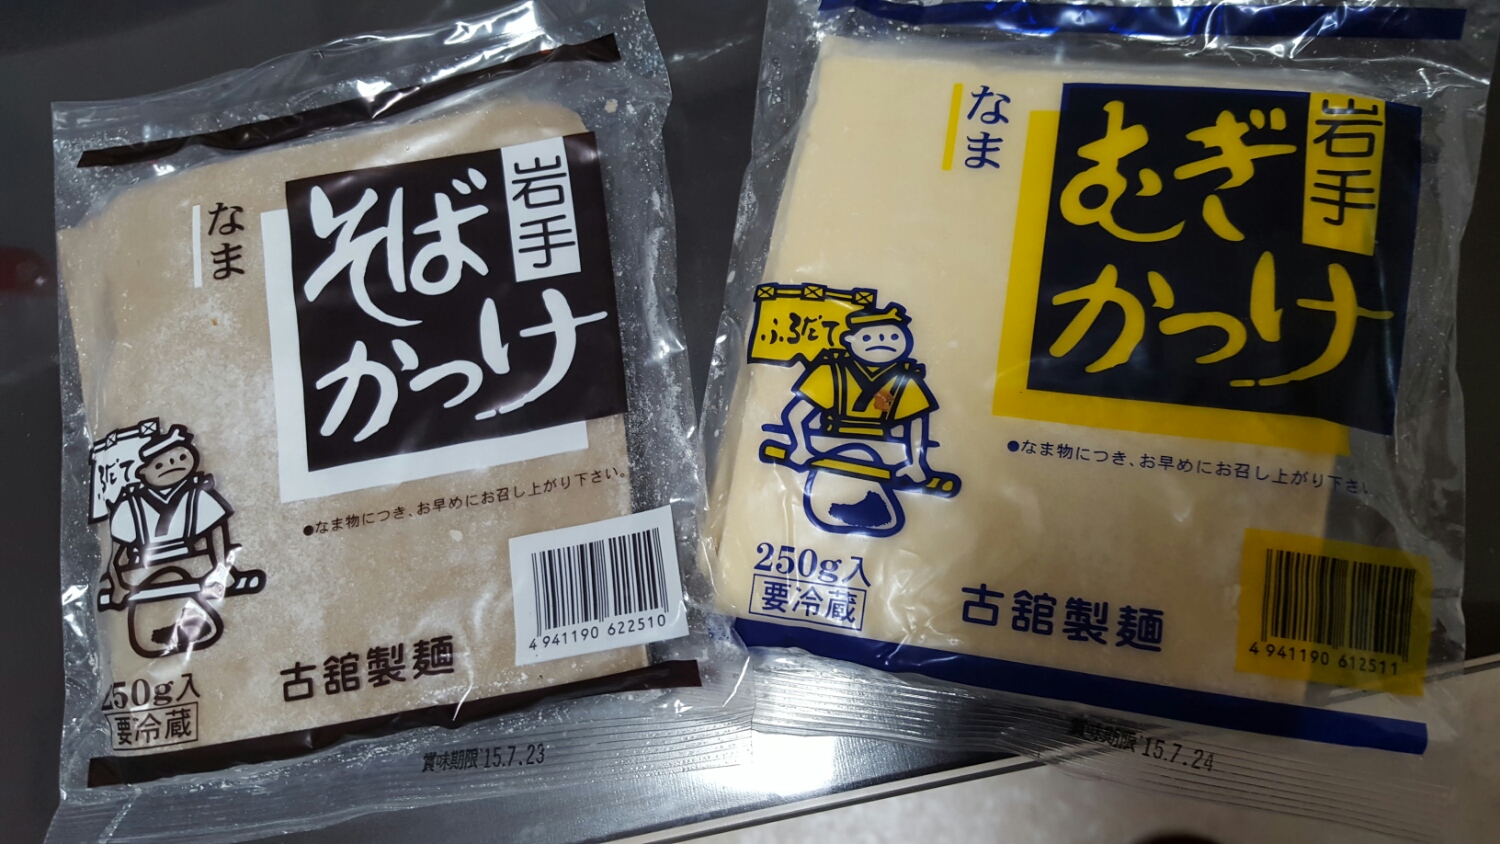 岩手
そば
かっけ
なま
ふるだて
●なま物につき、お早めにお召し上がり下さい。
4 941190 622510
古舘製麺
250g入
要冷蔵
賞味期限 15.7.23
岩手
むぎ
かっけ
なま
ふるだて
●なま物につき、お早めにお召し上がり下さい
250g入
要冷蔵
古舘製麺
4 941190 612511
賞味期限 15.7.24